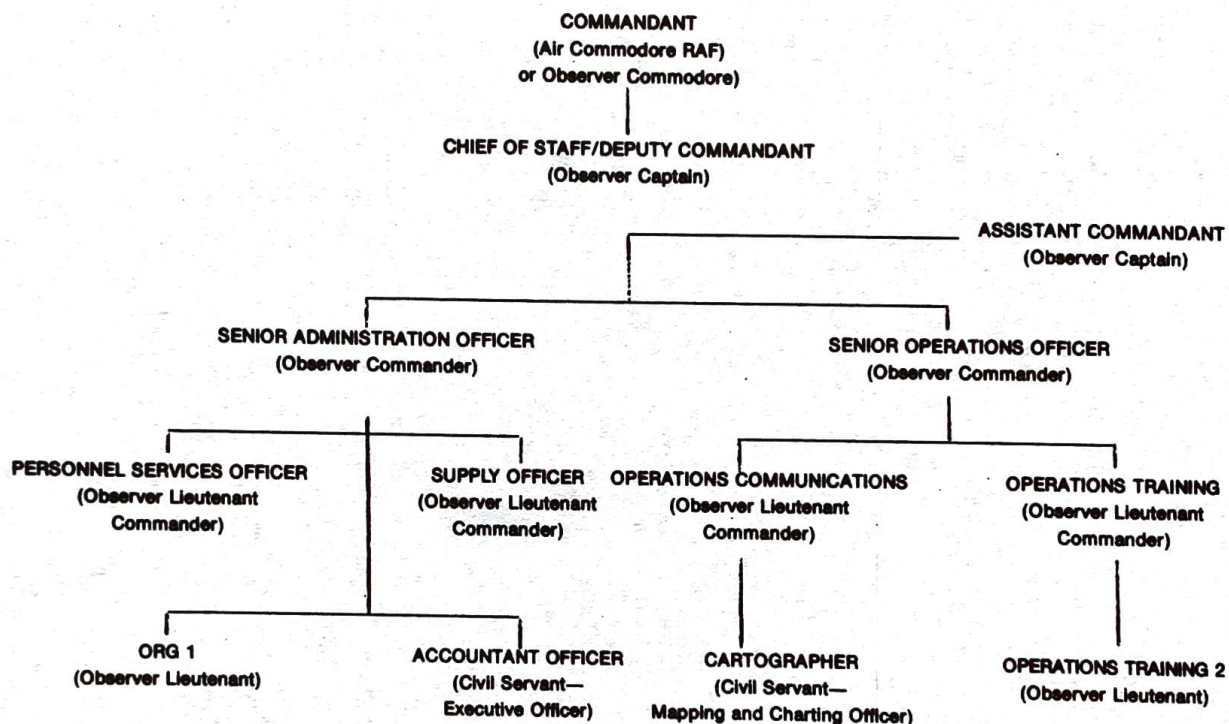 COMMANDANT
(Air Commodore RAF)
or Observer Commodore)
CHIEF OF STAFF/DEPUTY COMMANDANT
(Observer Captain)
ASSISTANT COMMANDANT
(Observer Captain)
SENIOR ADMINISTRATION OFFICER
(Observer Commander)
SENIOR OPERATIONS OFFICER
(Observer Commander)
PERSONNEL SERVICES OFFICER
(Observer Lieutenant
Commander)
SUPPLY OFFICER
(Observer Lieutenant
Commander)
OPERATIONS COMMUNICATIONS
(Observer Lieutenant
Commander)
OPERATIONS TRAINING
(Observer Lieutenant
Commander)
ORG 1
(Observer Lieutenant)
ACCOUNTANT OFFICER
(Civil Servant—
Executive Officer)
CARTOGRAPHER
(Civil Servant—
Mapping and Charting Officer)
OPERATIONS TRAINING 2
(Observer Lieutenant)